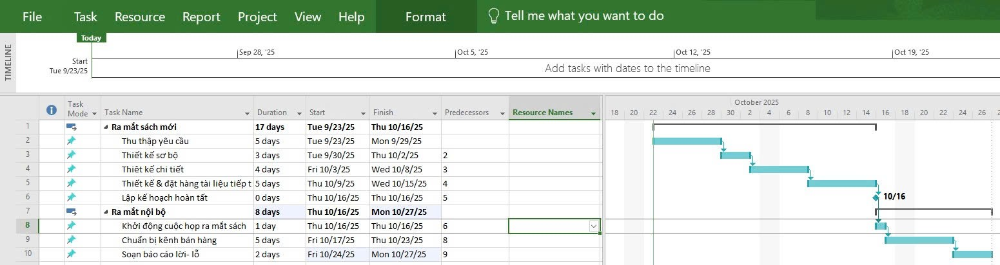 File Task Resource Report Project View Help Format Tell me what you want to do
TIMELINE
Today
Sep 28, '25 Oct 5, '25 Oct 12, '25 Oct 19, '25
Start
Tue 9/23/25
Add tasks with dates to the timeline
Task Mode Task Name Duration Start Finish Predecessors Resource Names
October 2025
18 20 22 24 26 28 30 2 4 6 8 10 12 14 16 18 20 22 24 26
1 Ra mắt sách mới 17 days Tue 9/23/25 Thu 10/16/25
2 Thu thập yêu cầu 5 days Tue 9/23/25 Mon 9/29/25
3 Thiết kế sơ bộ 3 days Tue 9/30/25 Thu 10/2/25 2
4 Thiêt kế chi tiết 4 days Fri 10/3/25 Wed 10/8/25 3
5 Thiết kế & đặt hàng tài liệu tiếp t 5 days Thu 10/9/25 Wed 10/15/25 4
6 Lập kế hoạch hoàn tất 0 days Thu 10/16/25 Thu 10/16/25 5 10/16
7 Ra mắt nội bộ 8 days Thu 10/16/25 Mon 10/27/25
8 Khởi động cuộc họp ra mắt sách 1 day Thu 10/16/25 Thu 10/16/25 6
9 Chuẩn bị kênh bán hàng 5 days Fri 10/17/25 Thu 10/23/25 8
10 Soạn báo cáo lời- lỗ 2 days Fri 10/24/25 Mon 10/27/25 9